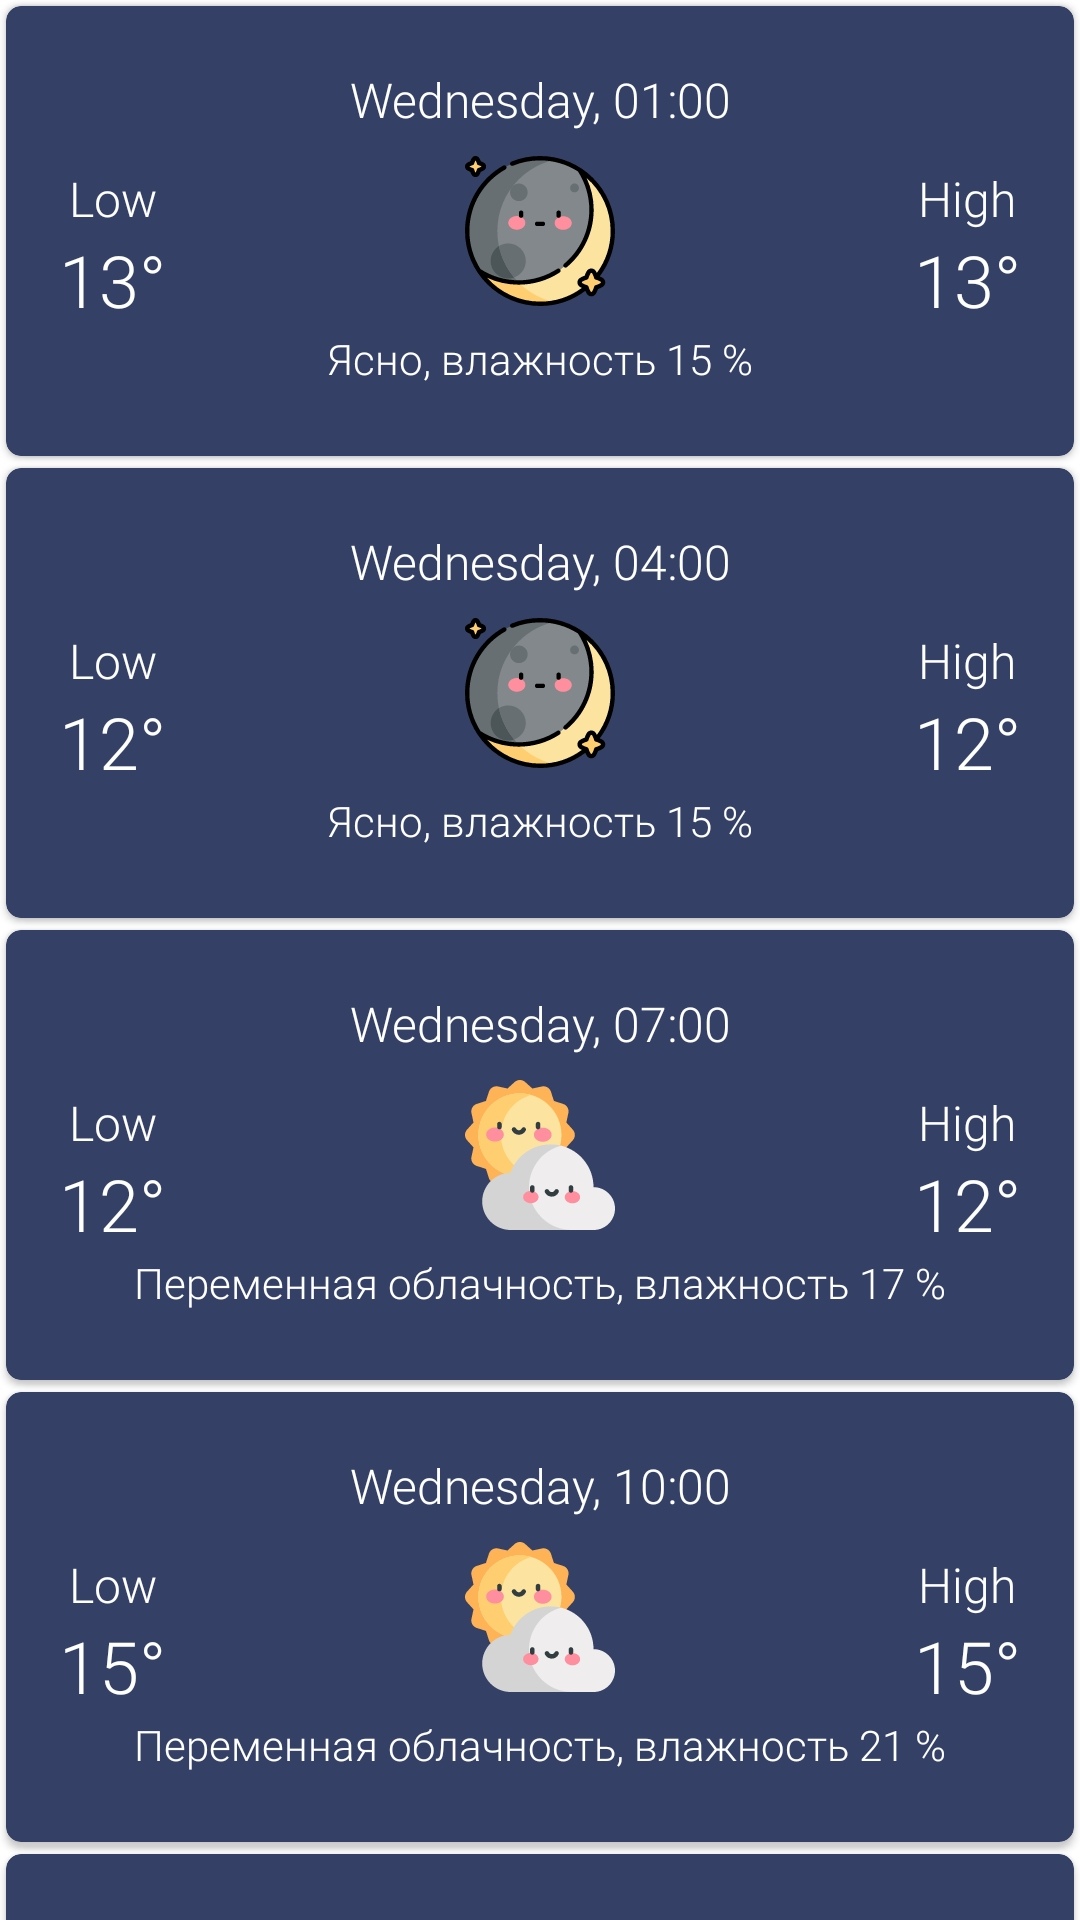 Wednesday, 01:00
Low
High
13°
13°
Ясно, влажность 15 %
Wednesday, 04:00
Low
High
12°
12°
Ясно, влажность 15 %
Wednesday, 07:00
Low
High
12°
12°
Переменная облачность, влажность 17 %
Wednesday, 10:00
Low
High
15°
15°
Переменная облачность, влажность 21 %